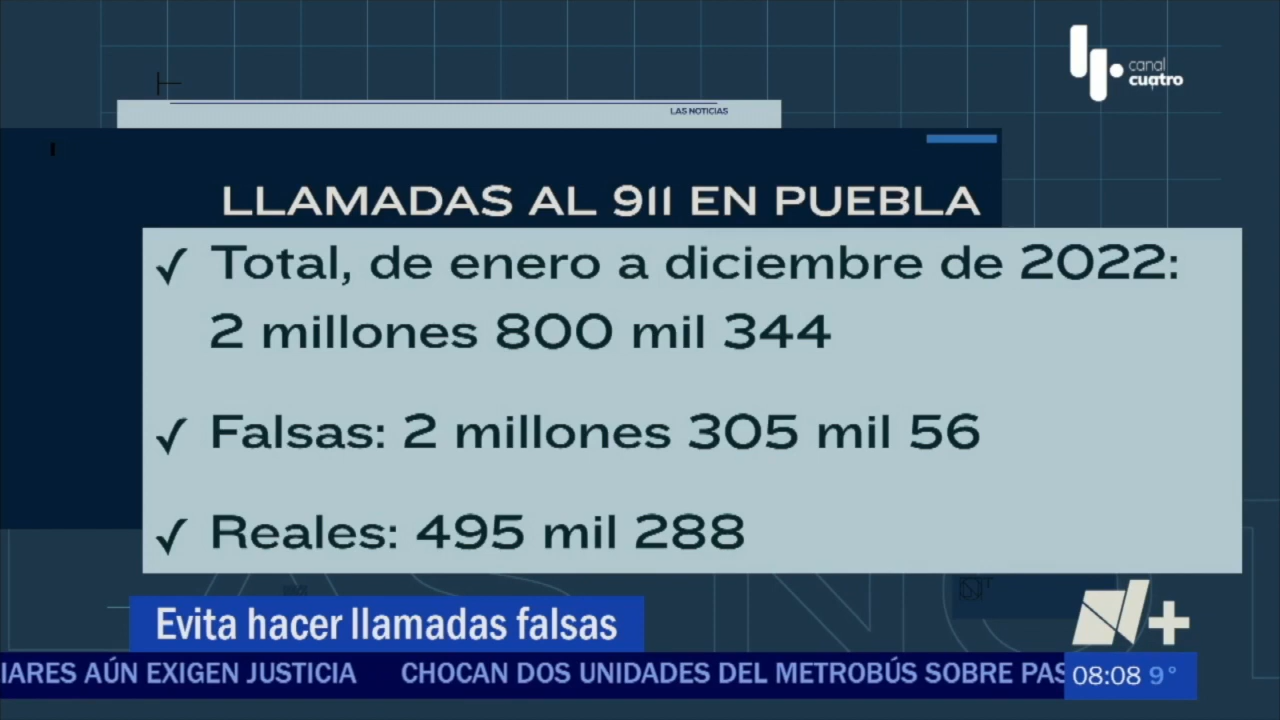 canal
cuatro
LAS NOTICIAS
LLAMADAS AL 911 EN PUEBLA
✓ Total, de enero a diciembre de 2022:
2 millones 800 mil 344
✓ Falsas: 2 millones 305 mil 56
✓ Reales: 495 mil 288
Evita hacer llamadas falsas
N+
IARES AÚN EXIGEN JUSTICIA CHOCAN DOS UNIDADES DEL METROBÚS SOBRE PAS
08:08 9°